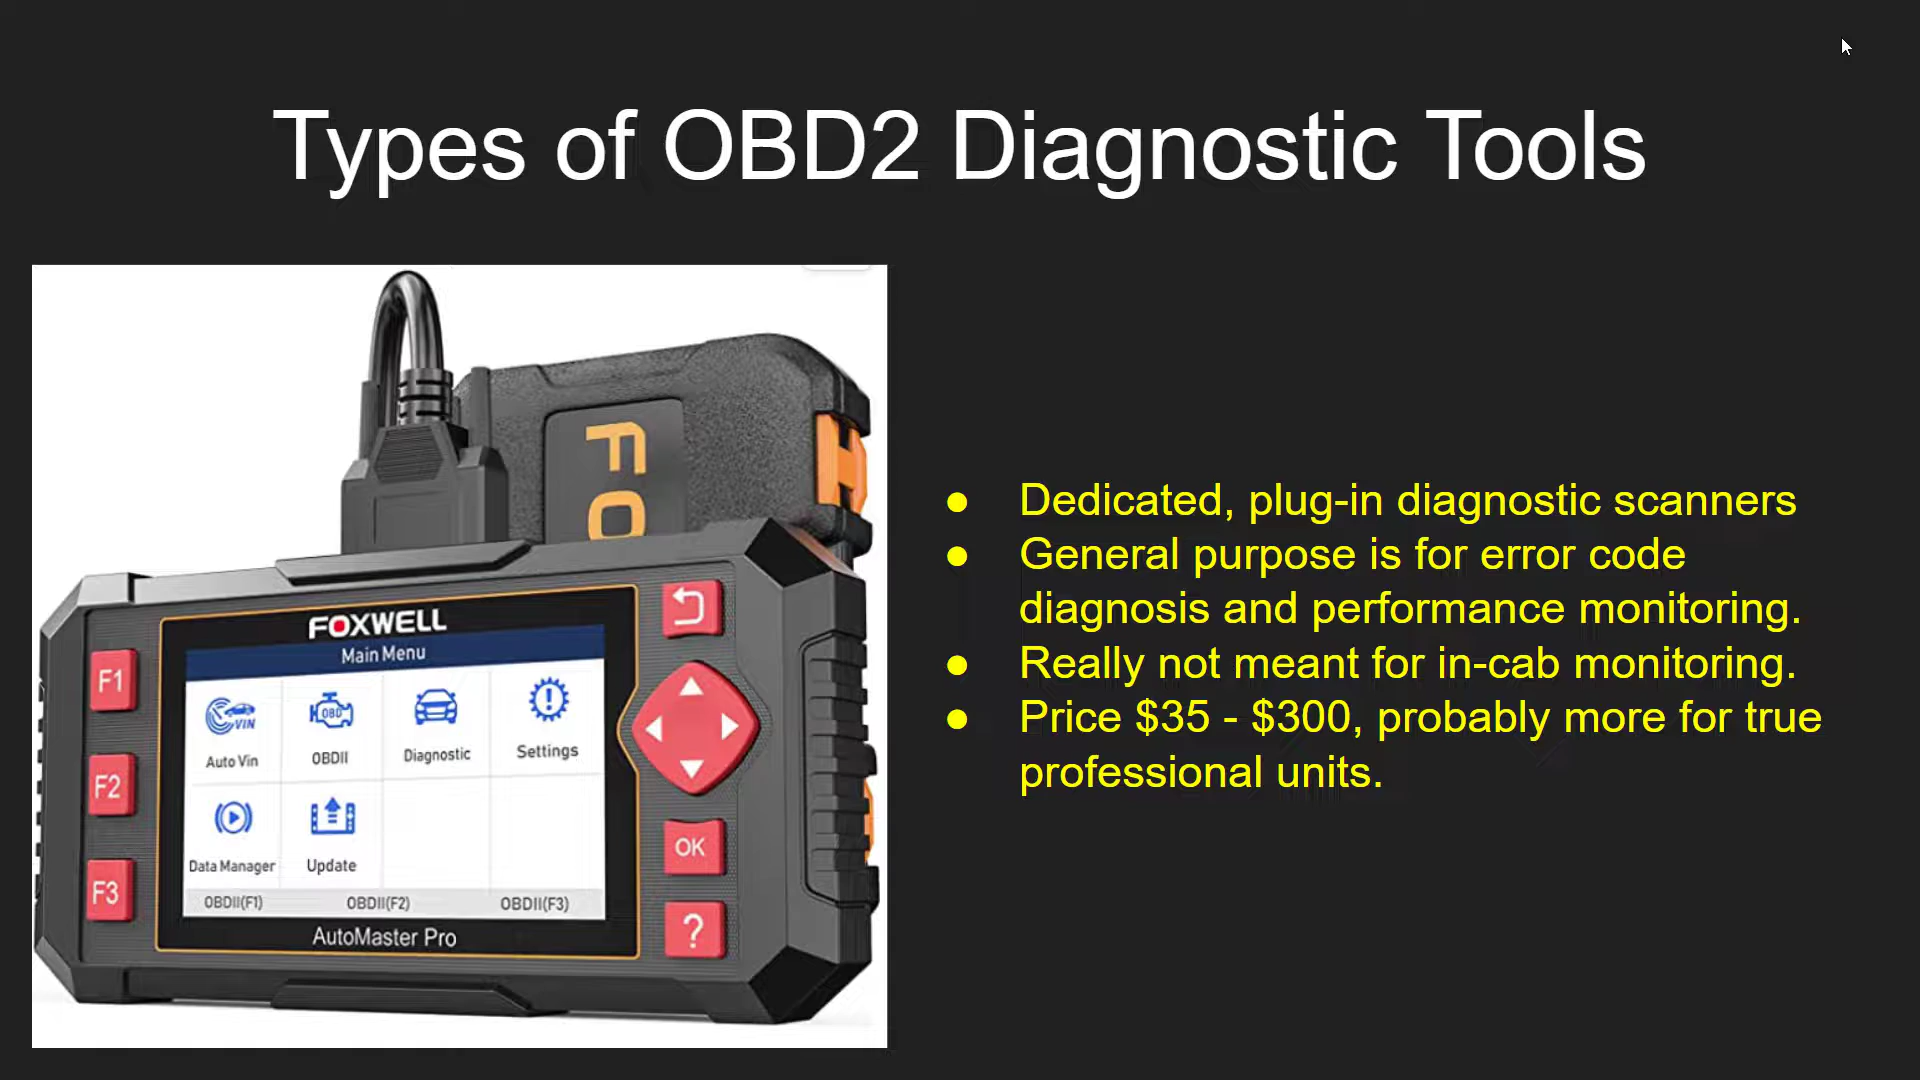 Types of OBD2 Diagnostic Tools
FO
FOXWELL
Main Menu
F1
F2
F3
VIN
OBD
Auto Vin
OBDII
Diagnostic
Settings
Data Manager
Update
OBDII(F1)
OBDII(F2)
OBDII(F3)
AutoMaster Pro
OK
?
● Dedicated, plug-in diagnostic scanners
● General purpose is for error code
diagnosis and performance monitoring.
● Really not meant for in-cab monitoring.
● Price $35 - $300, probably more for true
professional units.